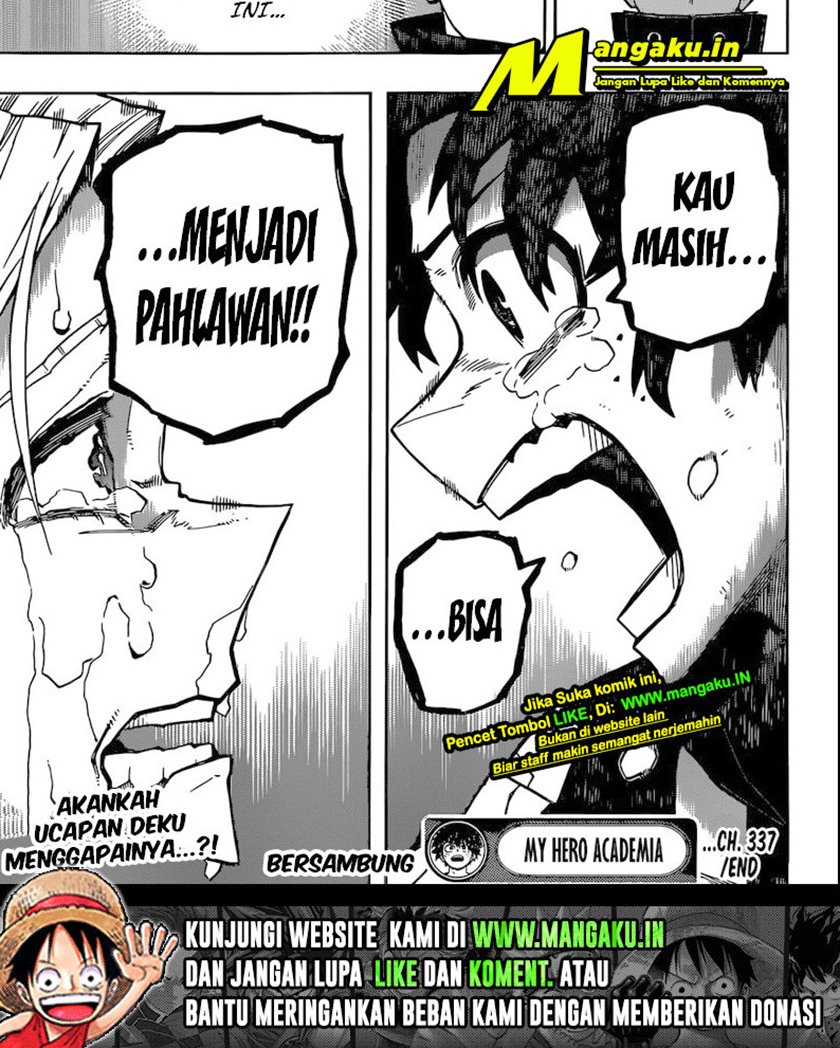 INI...
Mangaku.in
Jangan Lupa Like dan Komennya
KAU
MASIH...
...BISA
...MENJADI
PAHLAWAN!!
Jika Suka komik ini,
Pencet Tombol LIKE, Di: WWW.mangaku.IN
Bukan di website lain
Biar staff makin semangat nerjemahin
AKANKAH
UCAPAN DEKU
MENGGAPAINYA...?!
BERSAMBUNG
MY HERO ACADEMIA
...CH. 337
/END
KUNJUNGI WEBSITE KAMI DI WWW.MANGAKU.IN
DAN JANGAN LUPA LIKE DAN KOMENT. ATAU
BANTU MERINGANKAN BEBAN KAMI DENGAN MEMBERIKAN DONASI